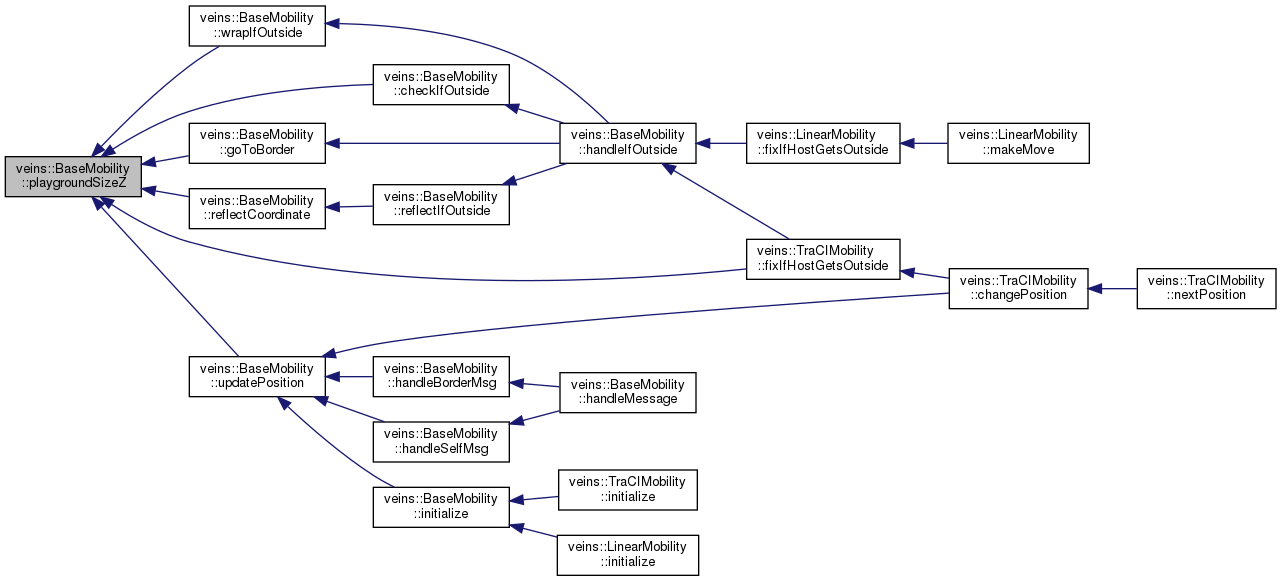 veins::BaseMobility
::playgroundSizeZ
veins::BaseMobility
::wrapIfOutside
veins::BaseMobility
::checkIfOutside
veins::BaseMobility
::goToBorder
veins::BaseMobility
::reflectCoordinate
veins::BaseMobility
::reflectIfOutside
veins::BaseMobility
::handleIfOutside
veins::LinearMobility
::fixIfHostGetsOutside
veins::LinearMobility
::makeMove
veins::TraCIMobility
::fixIfHostGetsOutside
veins::TraCIMobility
::changePosition
veins::TraCIMobility
::nextPosition
veins::BaseMobility
::updatePosition
veins::BaseMobility
::handleBorderMsg
veins::BaseMobility
::handleSelfMsg
veins::BaseMobility
::handleMessage
veins::BaseMobility
::initialize
veins::TraCIMobility
::initialize
veins::LinearMobility
::initialize